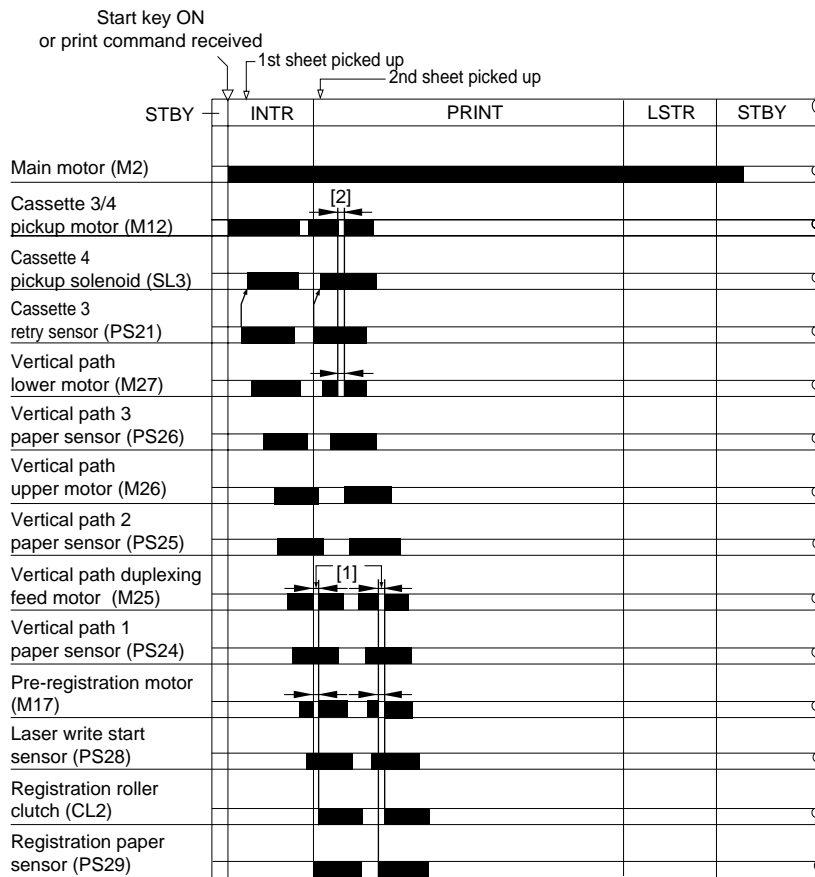 Start key ON
or print command received
1st sheet picked up
2nd sheet picked up
STBY INTR PRINT LSTR STBY
Main motor (M2)
Cassette 3/4
pickup motor (M12)
[2]
Cassette 4
pickup solenoid (SL3)
Cassette 3
retry sensor (PS21)
Vertical path
lower motor (M27)
Vertical path 3
paper sensor (PS26)
Vertical path
upper motor (M26)
Vertical path 2
paper sensor (PS25)
Vertical path duplexing
feed motor (M25)
[1]
Vertical path 1
paper sensor (PS24)
Pre-registration motor
(M17)
Laser write start
sensor (PS28)
Registration roller
clutch (CL2)
Registration paper
sensor (PS29)